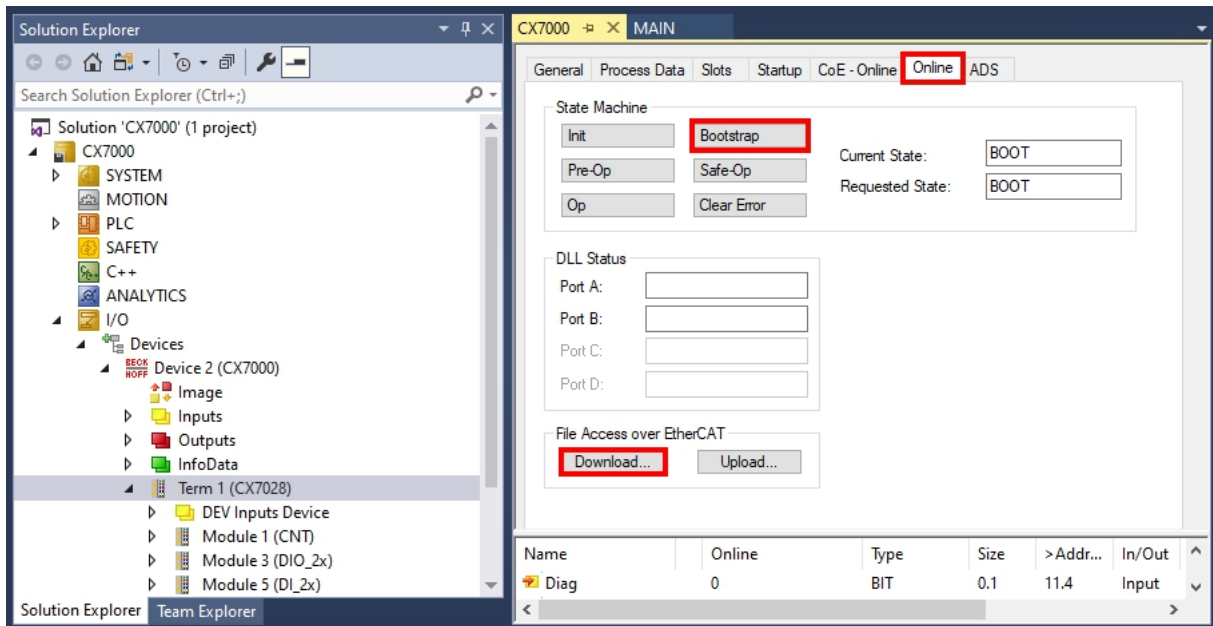 Solution Explorer
Search Solution Explorer (Ctrl+;)
Solution 'CX7000' (1 project)
CX7000
SYSTEM
MOTION
PLC
SAFETY
C++
ANALYTICS
I/O
Devices
BECK
HOFF
Device 2 (CX7000)
Image
Inputs
Outputs
InfoData
Term 1 (CX7028)
DEV Inputs Device
Module 1 (CNT)
Module 3 (DIO_2x)
Module 5 (DI_2x)
Solution Explorer Team Explorer
CX7000 MAIN
General Process Data Slots Startup CoE - Online Online ADS
State Machine
Init Bootstrap
Pre-Op Safe-Op
Op Clear Error
Current State: BOOT
Requested State: BOOT
DLL Status
Port A:
Port B:
Port C:
Port D:
File Access over EtherCAT
Download... Upload...
Name Online Type Size >Addr... In/Out
Diag 0 BIT 0.1 11.4 Input